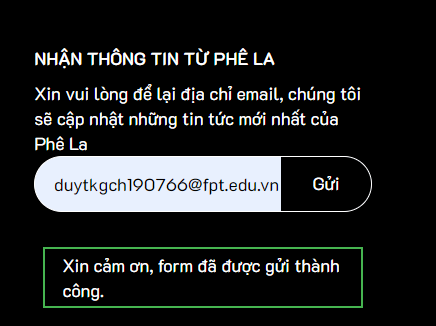 NHẬN THÔNG TIN TỪ PHÊ LA
Xin vui lòng để lại địa chỉ email, chúng tôi
sẽ cập nhật những tin tức mới nhất của
Phê La
duytkgch190766@fpt.edu.vn
Gửi
Xin cảm ơn, form đã được gửi thành
công.